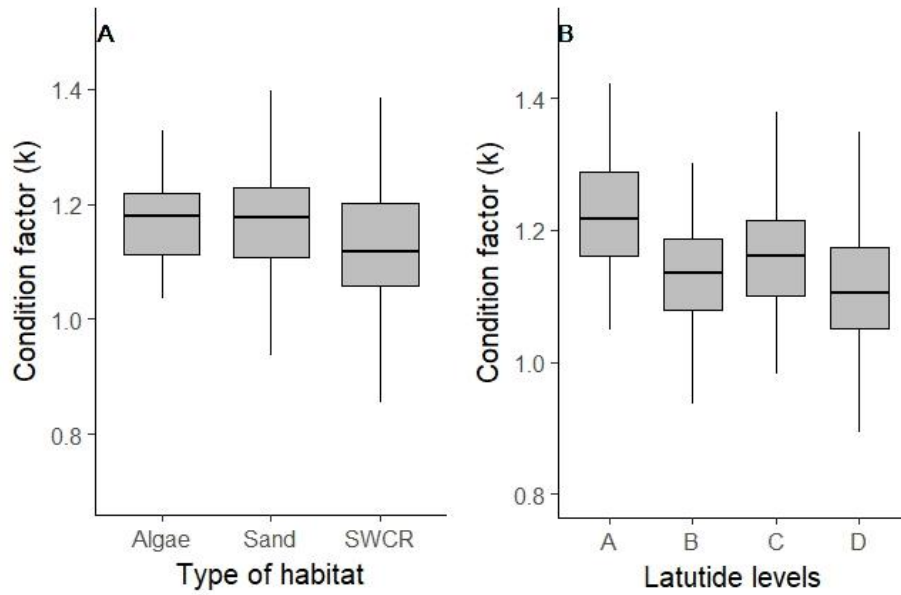 A
Condition factor (k)
1.4
1.2
1.0
0.8
Algae Sand SWCR
Type of habitat
B
Condition factor (k)
1.4
1.2
1.0
0.8
A B C D
Latutide levels